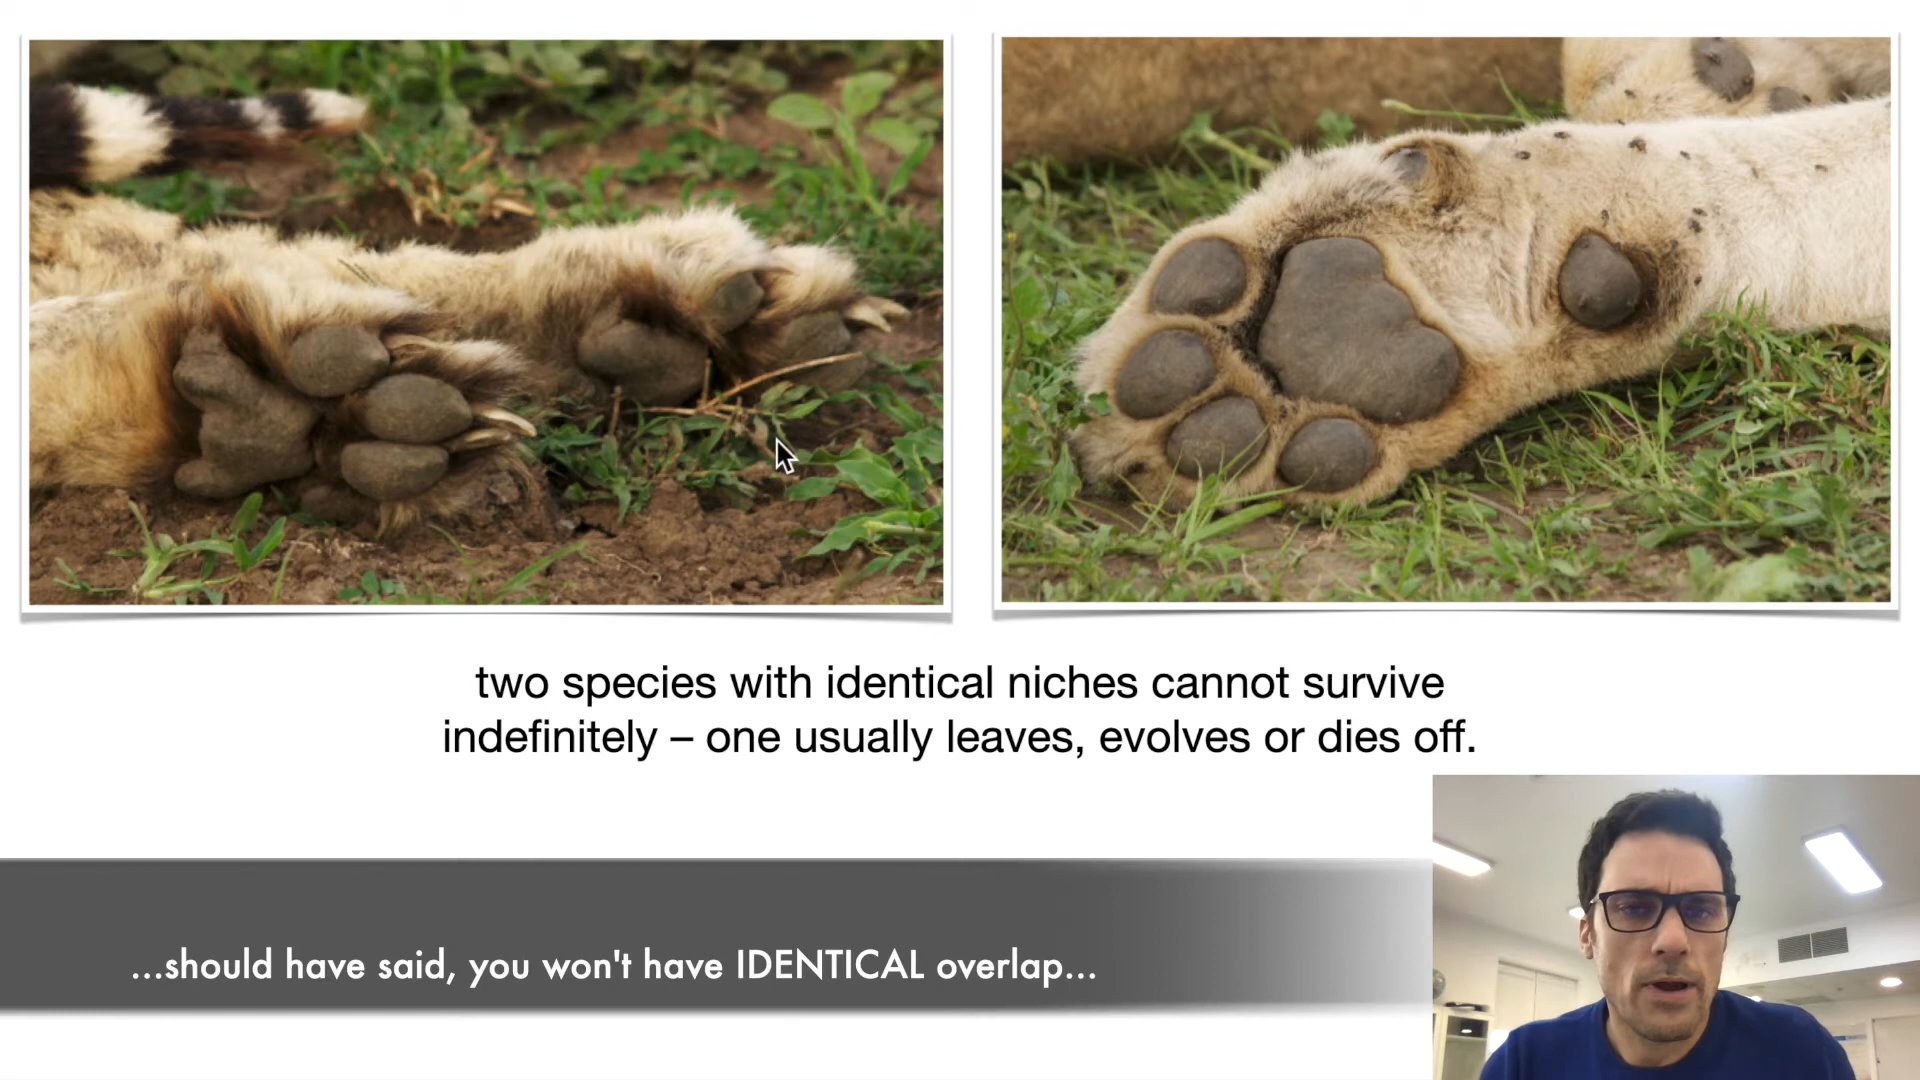 two species with identical niches cannot survive
indefinitely – one usually leaves, evolves or dies off.
...should have said, you won't have IDENTICAL overlap...